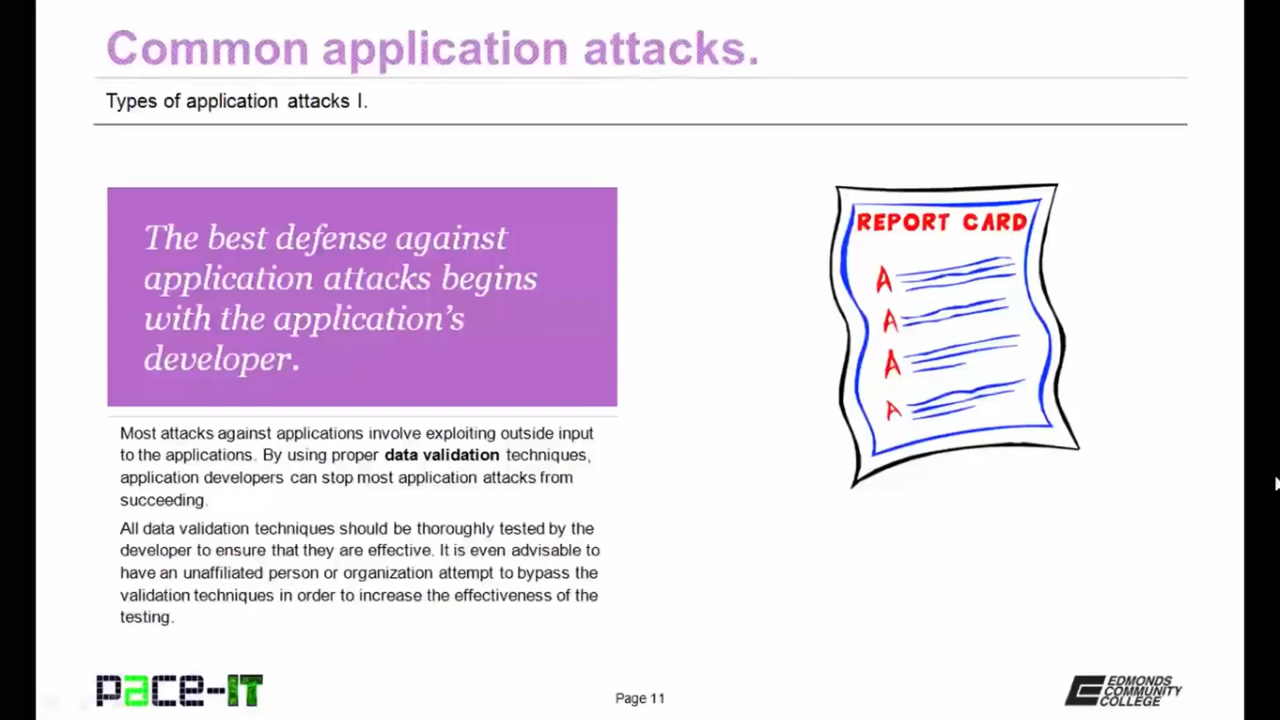 Common application attacks.
Types of application attacks I.
The best defense against
application attacks begins
with the application’s
developer.
Most attacks against applications involve exploiting outside input
to the applications. By using proper data validation techniques,
application developers can stop most application attacks from
succeeding.
All data validation techniques should be thoroughly tested by the
developer to ensure that they are effective. It is even advisable to
have an unaffiliated person or organization attempt to bypass the
validation techniques in order to increase the effectiveness of the
testing.
REPORT CARD
A
A
A
A
pace-IT
Page 11
EDMONDS
COMMUNITY
COLLEGE